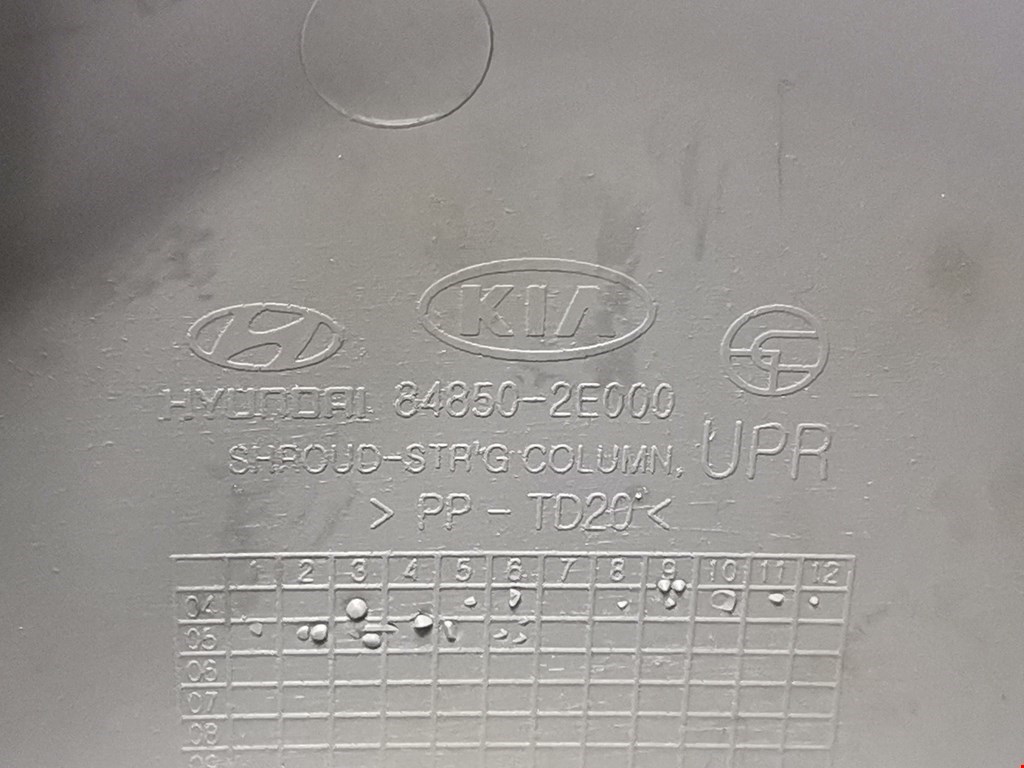 KIA
HYUNDAI 84850-2E000
SHROUD-STR'G COLUMN, UPR
> PP - TD20 <
1 2 3 4 5 6 7 8 9 10 11 12
04
05
06
07
08